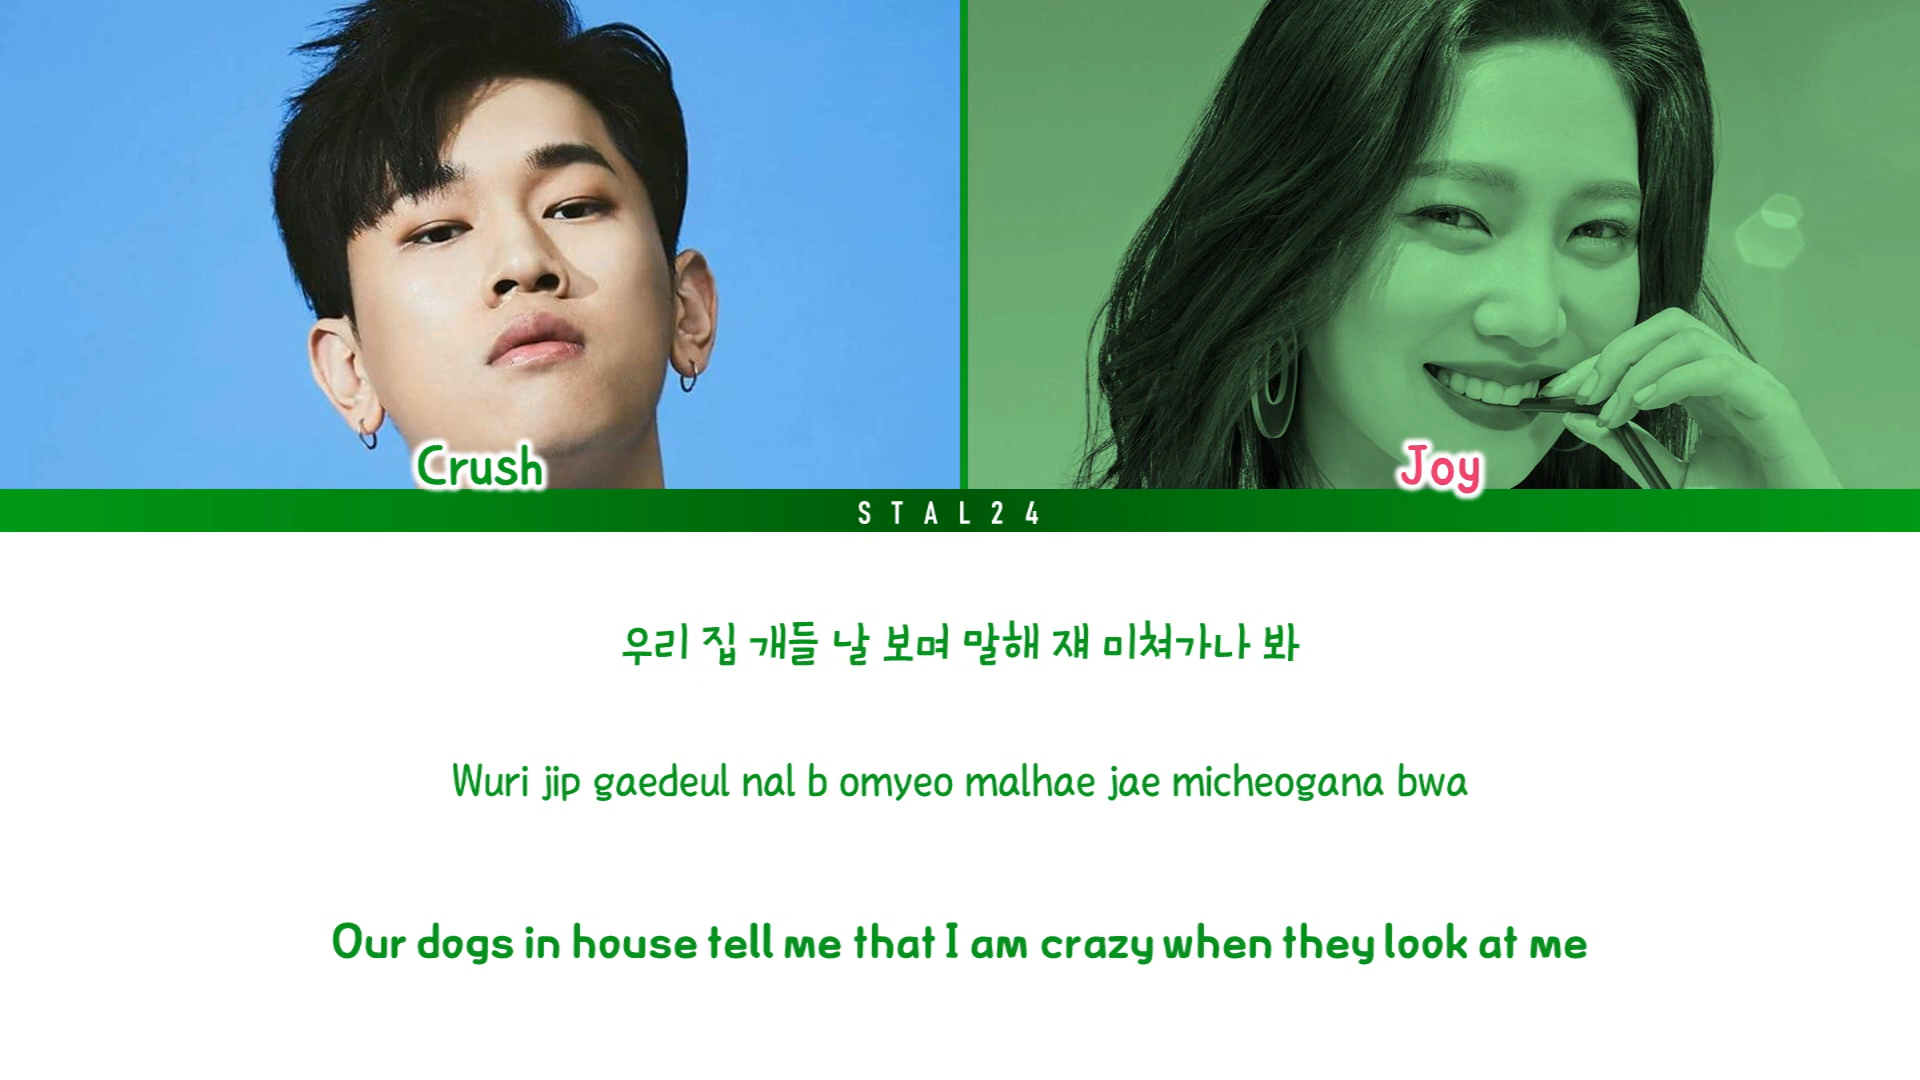 Crush
Joy
STAL24
우리 집 개들 날 보며 말해 쟤 미쳐가나 봐
Wuri jip gaedeul nal b omyeo malhae jae micheogana bwa
Our dogs in house tell me that I am crazy when they look at me